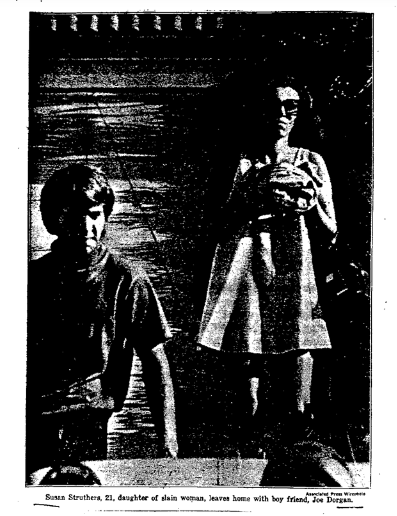 Associated Press Wirephoto
Susan Struthers, 21, daughter of slain woman, leaves home with boy friend, Joe Dorgan.